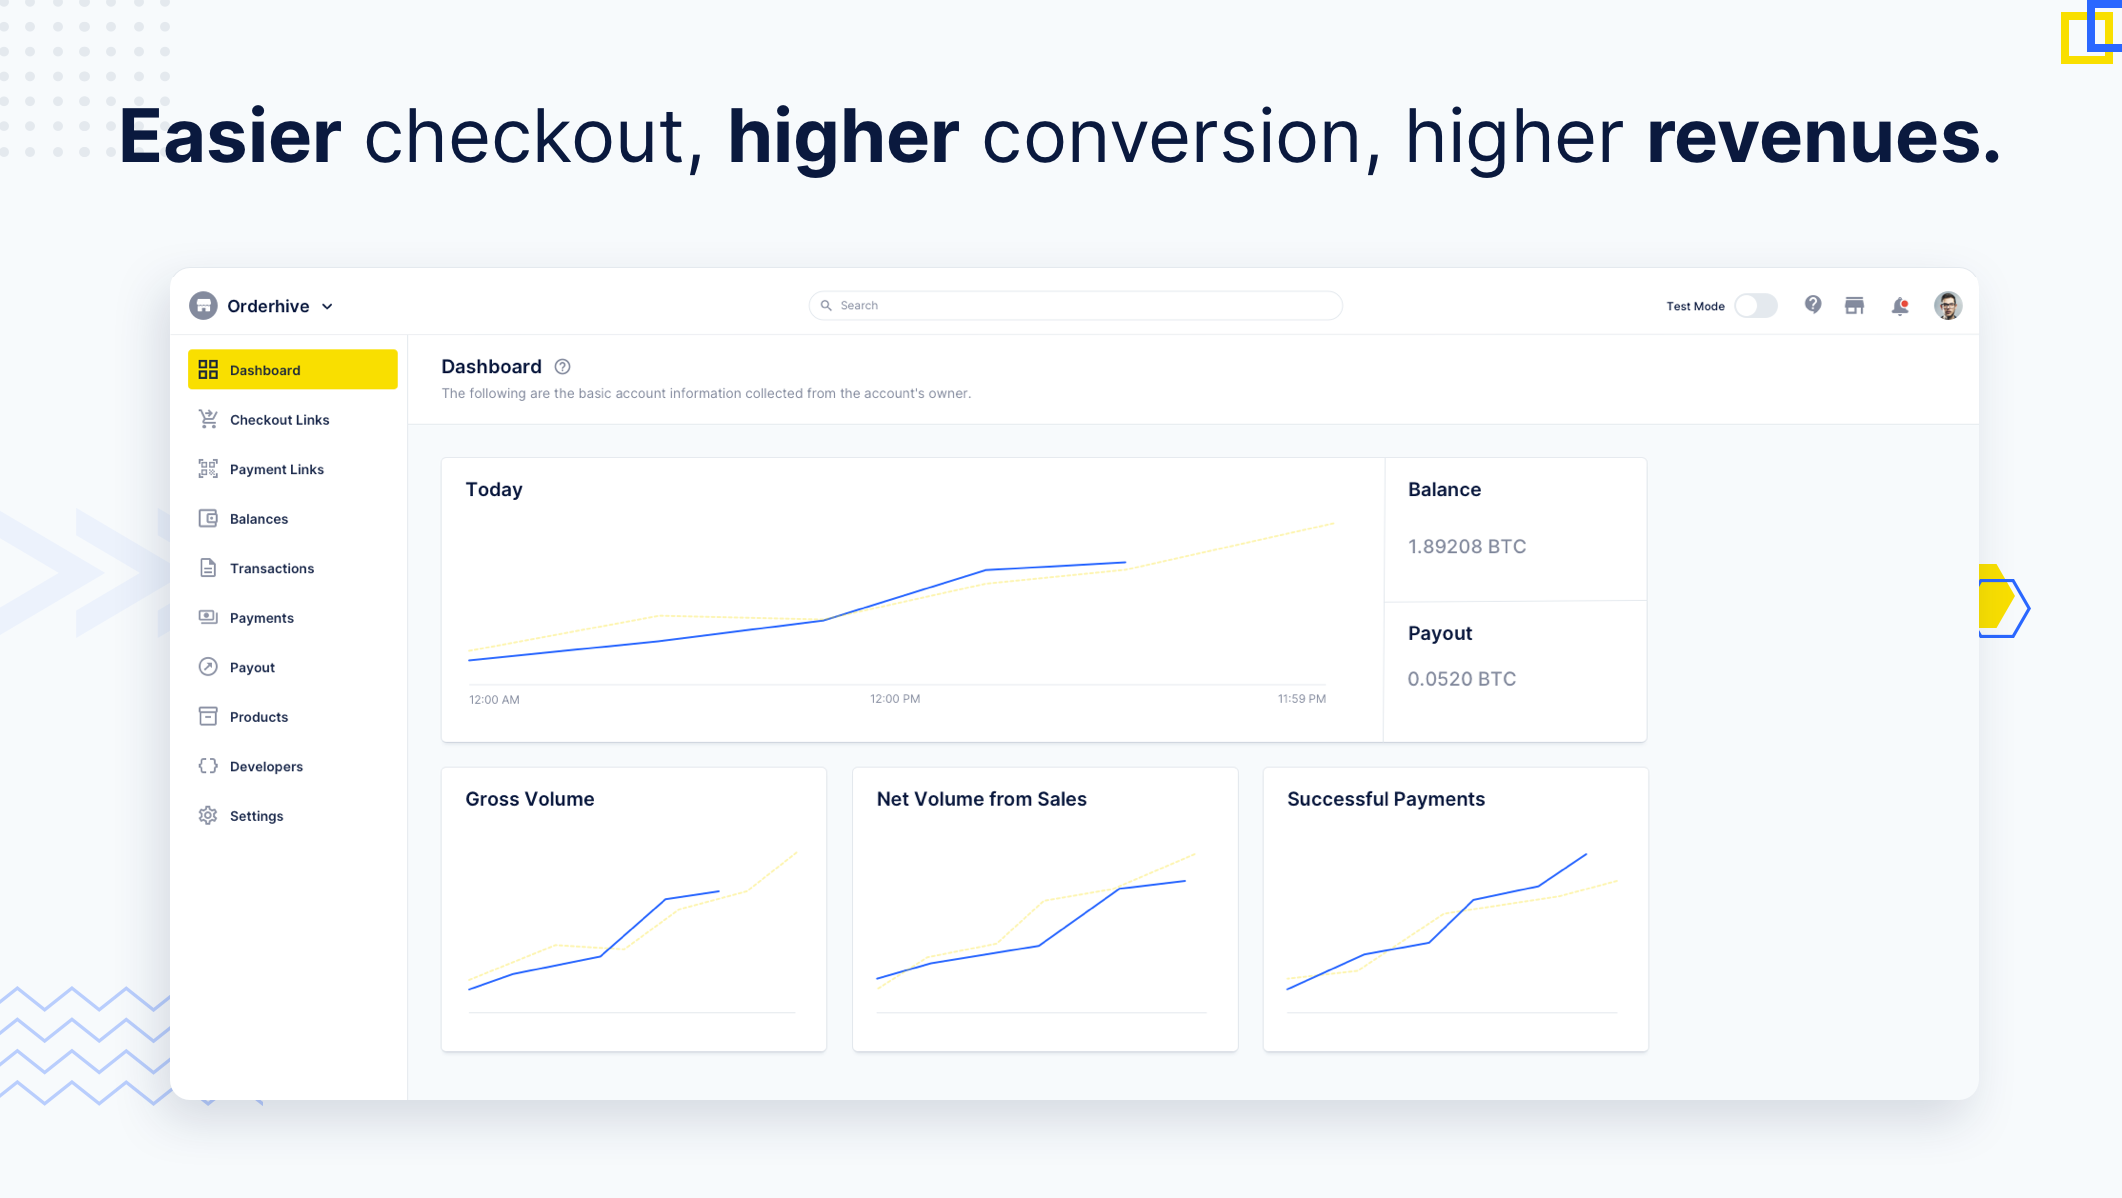 Easier checkout, higher conversion, higher revenues.
Orderhive
Search
Test Mode
Dashboard
Checkout Links
Payment Links
Balances
Transactions
Payments
Payout
Products
Developers
Settings
Dashboard
The following are the basic account information collected from the account's owner.
Today
12:00 AM
12:00 PM
11:59 PM
Balance
1.89208 BTC
Payout
0.0520 BTC
Gross Volume
Net Volume from Sales
Successful Payments